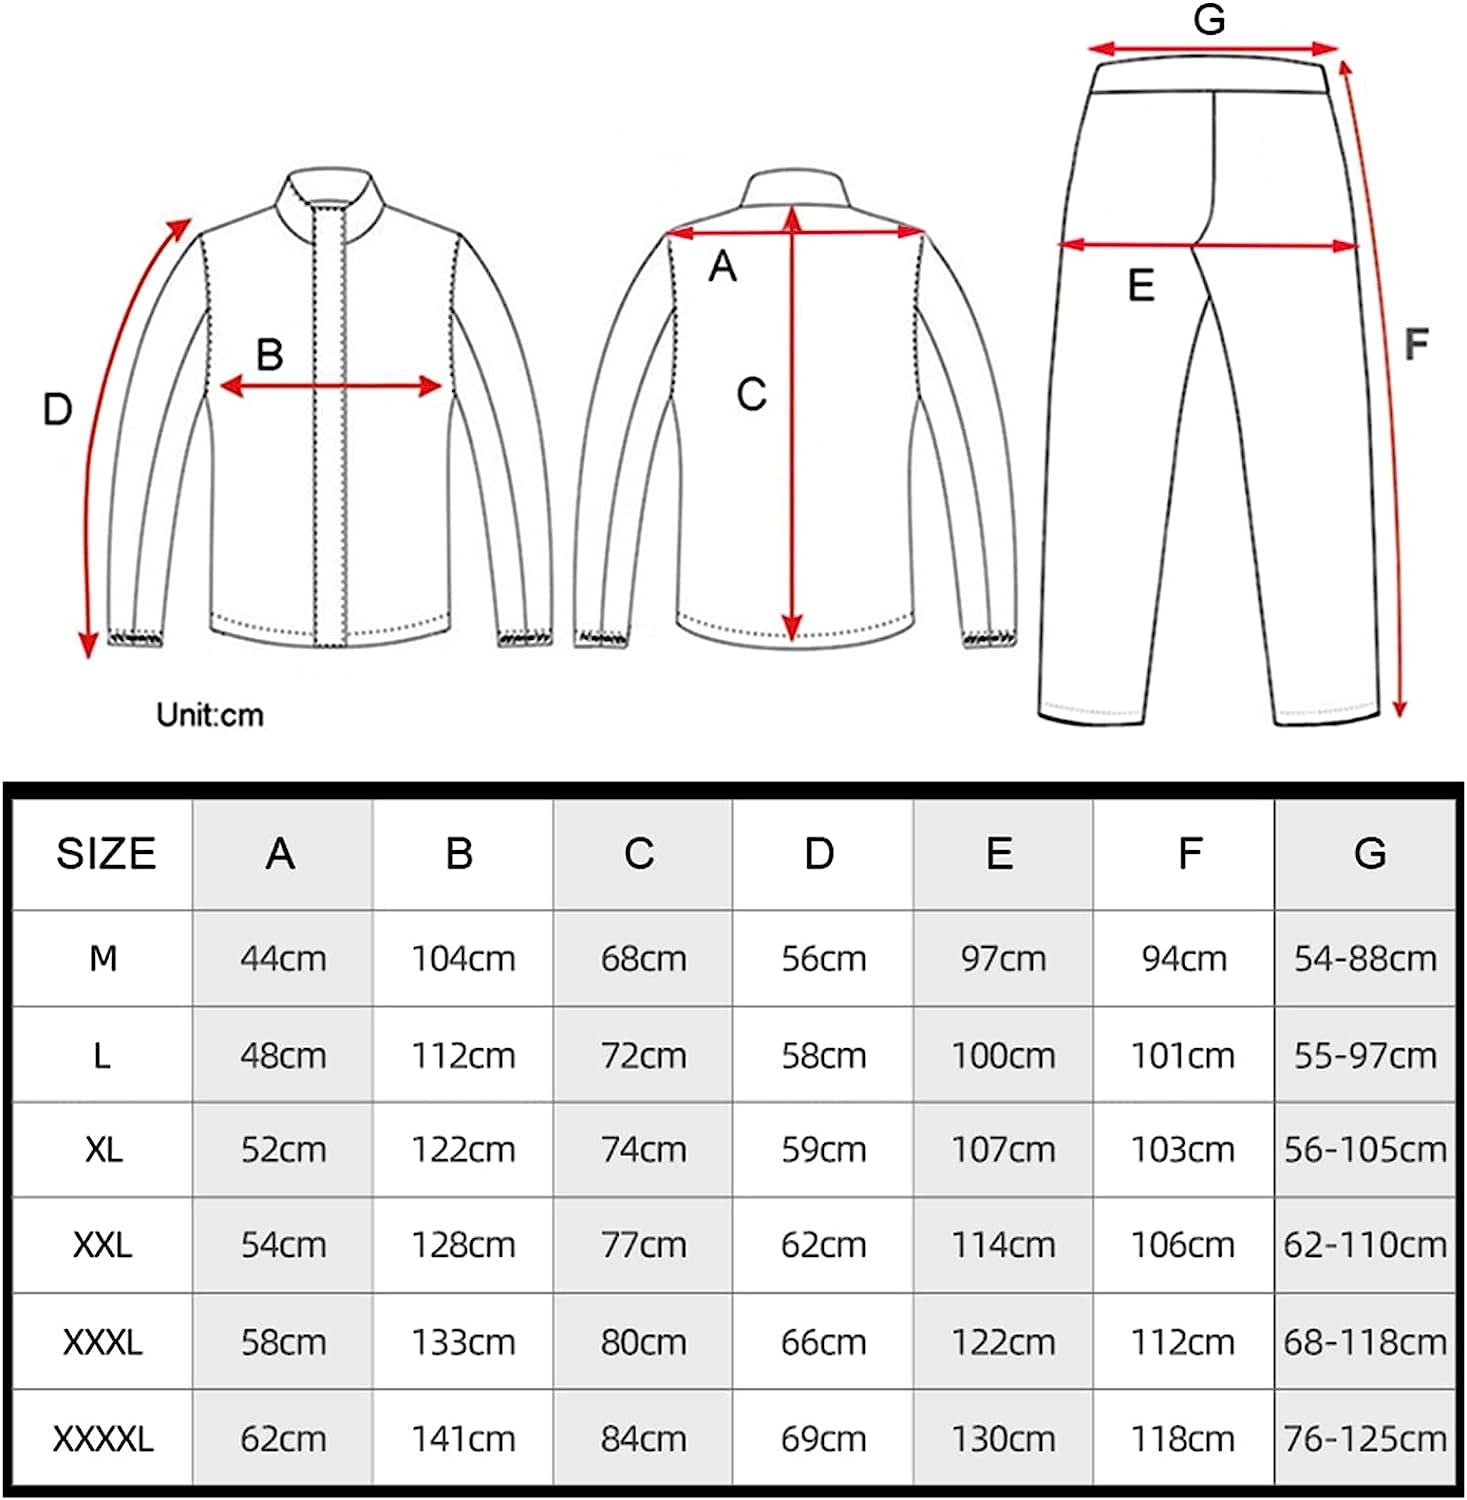 G
A
B
E
F
C
D
Unit:cm
SIZE A B C D E F G
M 44cm 104cm 68cm 56cm 97cm 94cm 54-88cm
L 48cm 112cm 72cm 58cm 100cm 101cm 55-97cm
XL 52cm 122cm 74cm 59cm 107cm 103cm 56-105cm
XXL 54cm 128cm 77cm 62cm 114cm 106cm 62-110cm
XXXL 58cm 133cm 80cm 66cm 122cm 112cm 68-118cm
XXXXL 62cm 141cm 84cm 69cm 130cm 118cm 76-125cm